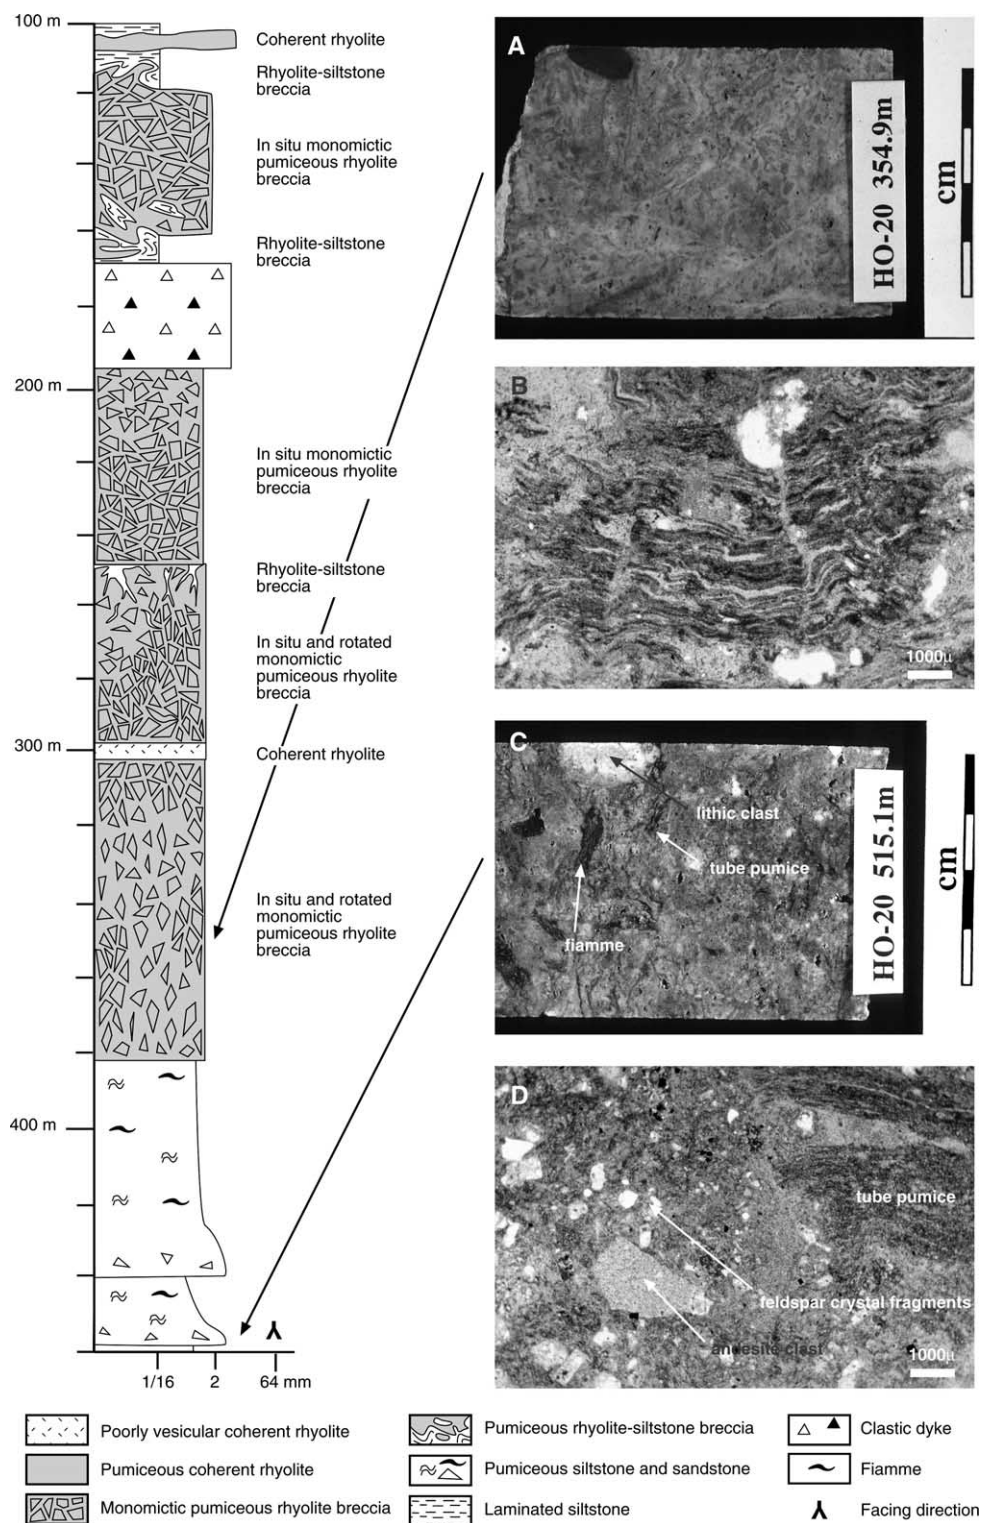 100 m
Coherent rhyolite
Rhyolite-siltstone
breccia
In situ monomictic
pumiceous rhyolite
breccia
Rhyolite-siltstone
breccia
200 m
In situ monomictic
pumiceous rhyolite
breccia
Rhyolite-siltstone
breccia
In situ and rotated
monomictic
pumiceous rhyolite
breccia
300 m
Coherent rhyolite
In situ and rotated
monomictic
pumiceous rhyolite
breccia
400 m
1/16 2 64 mm
A
HO-20 354.9m
cm
B
1000µ
C
lithic clast
tube pumice
fiamme
HO-20 515.1m
cm
D
tube pumice
feldspar crystal fragments
andesite clast
1000µ
Poorly vesicular coherent rhyolite
Pumiceous coherent rhyolite
Monomictic pumiceous rhyolite breccia
Pumiceous rhyolite-siltstone breccia
Pumiceous siltstone and sandstone
Laminated siltstone
Clastic dyke
Fiamme
Facing direction